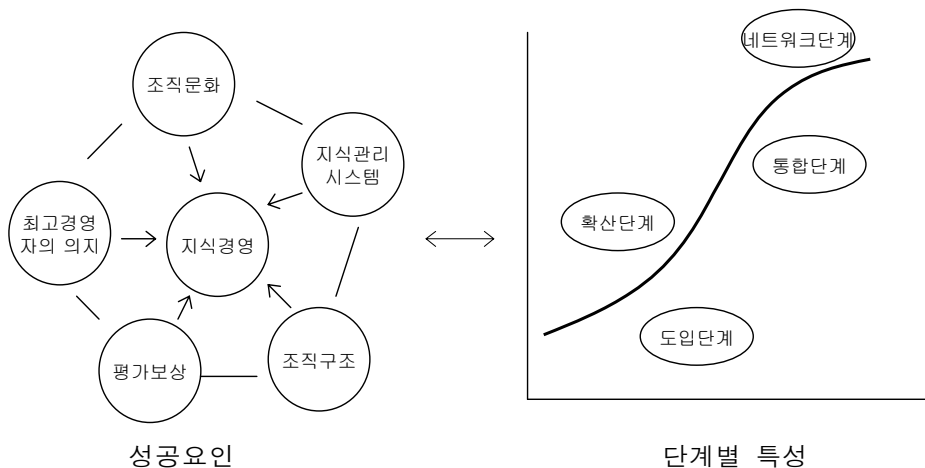 조직문화
지식관리
시스템
최고경영
자의 의지
지식경영
평가보상
조직구조
성공요인
네트워크단계
통합단계
확산단계
도입단계
단계별 특성